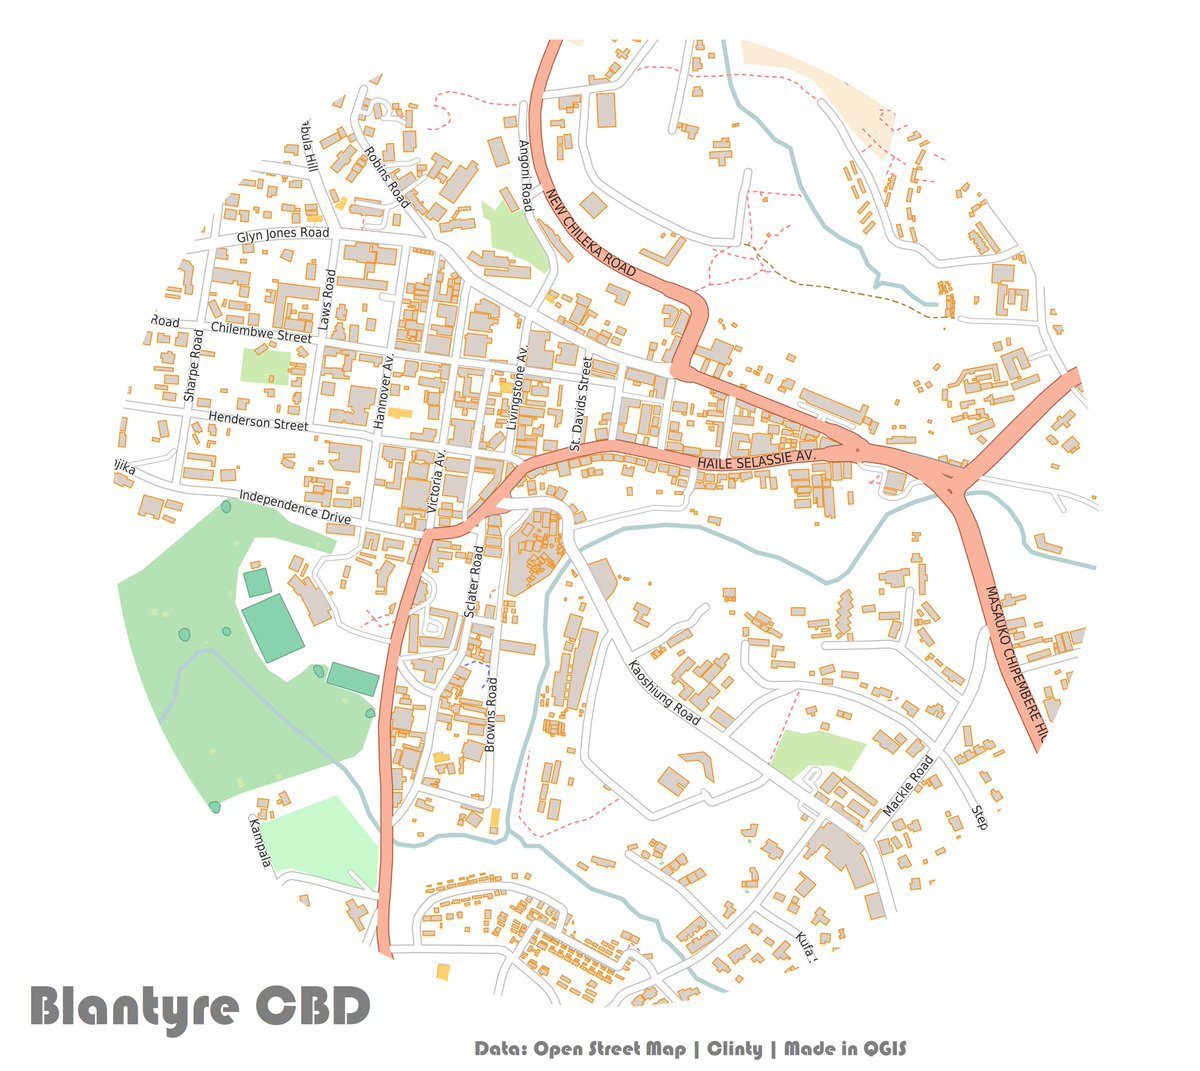 Robins Road
Angoni Road
Glyn Jones Road
NEW CHILEKA ROAD
Laws Road
Road
Chilembwe Street
Sharpe Road
Hannover Av.
Livingstone Av.
St. Davids Street
Henderson Street
HAILE SELASSIE AV.
Victoria Av.
Independence Drive
Sclater Road
MASAUKO CHIPEMBERE HI
Kaoshiung Road
Browns Road
Mackie Road
Step
Kampala
Kufa
Blantyre CBD
Data: Open Street Map | Clinty | Made in QGIS